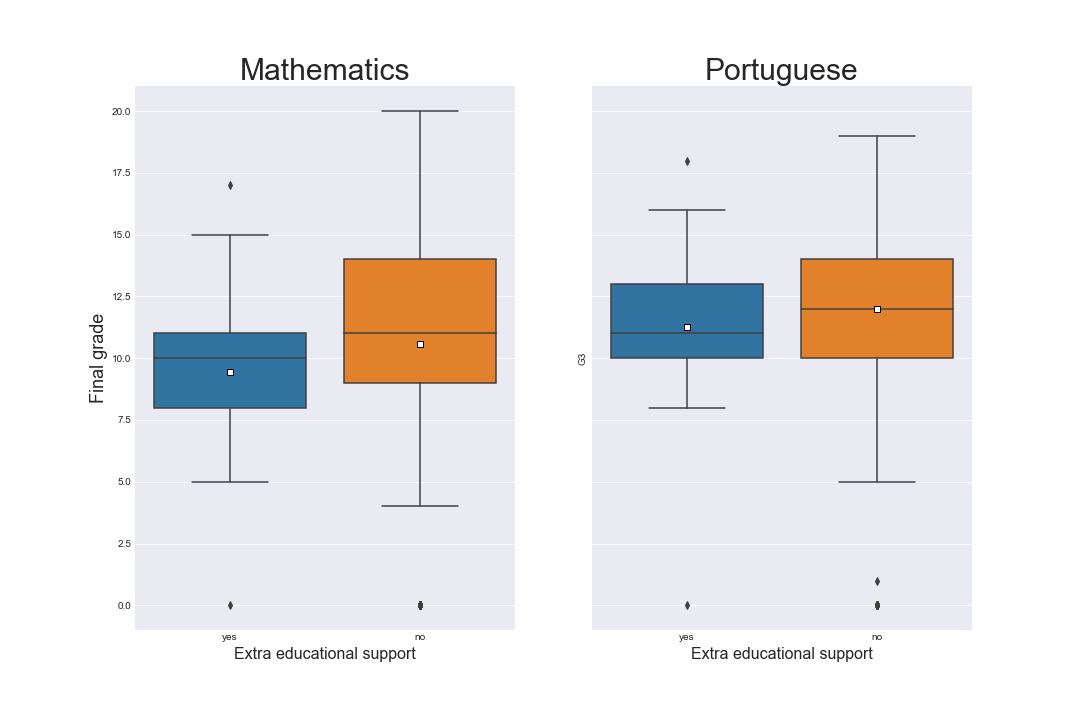 Mathematics
20.0
17.5
15.0
12.5
10.0
7.5
5.0
2.5
0.0
Final grade
yes no
Extra educational support
Portuguese
G3
yes no
Extra educational support